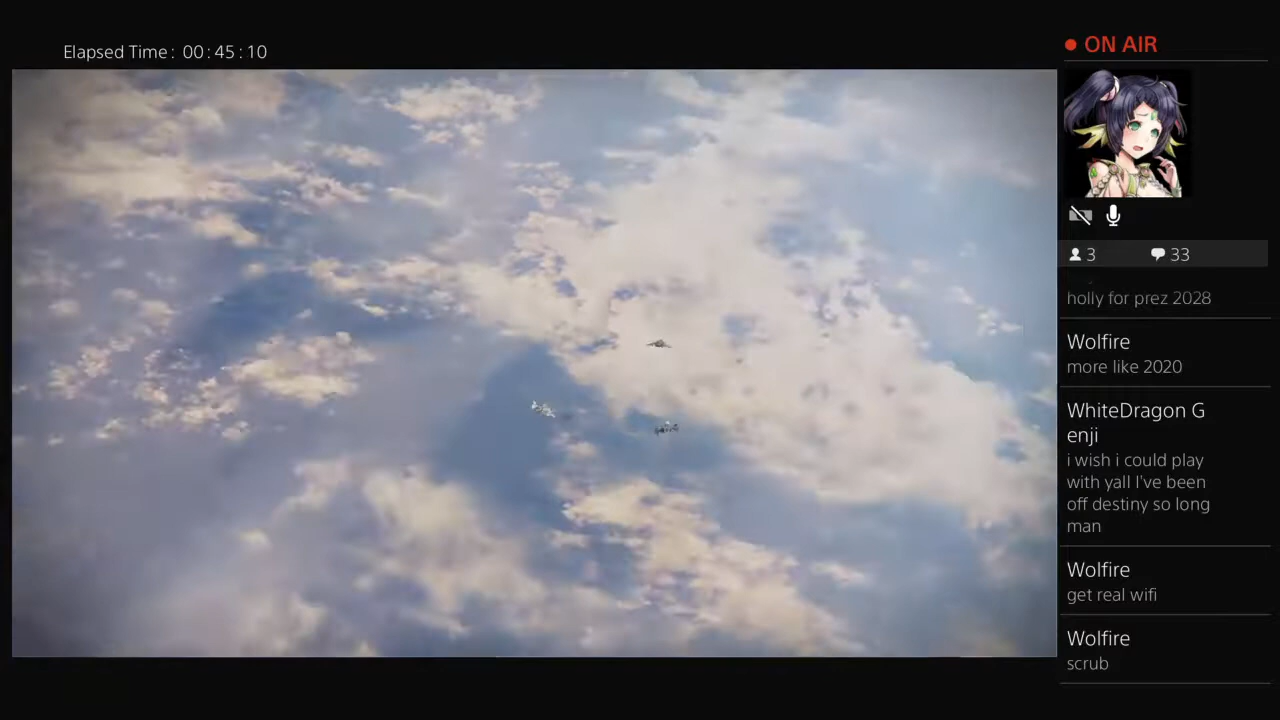 Elapsed Time: 00:45:10
ON AIR
3
33
holly for prez 2028
Wolfire
more like 2020
WhiteDragon G
enji
i wish i could play
with yall I've been
off destiny so long
man
Wolfire
get real wifi
Wolfire
scrub